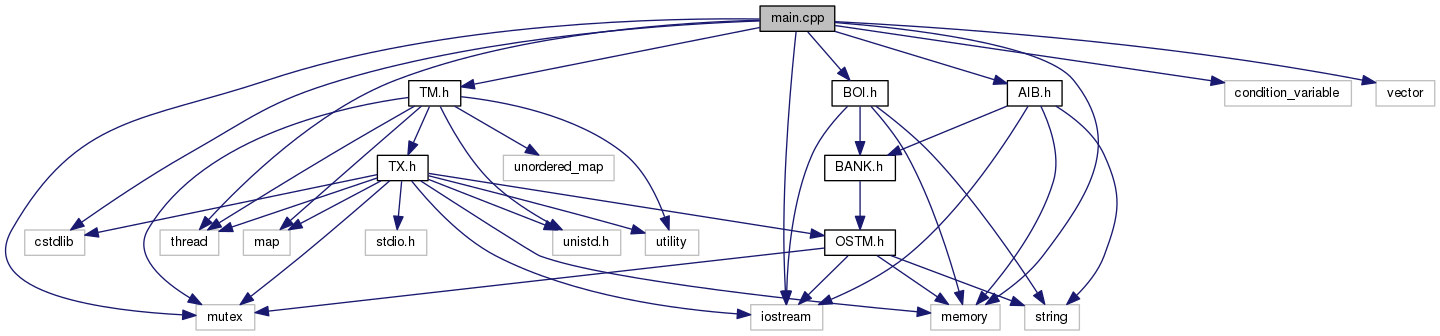 main.cpp
TM.h
BOI.h
AIB.h
condition_variable
vector
TX.h
unordered_map
BANK.h
cstdlib
thread
map
stdio.h
unistd.h
utility
OSTM.h
mutex
iostream
memory
string